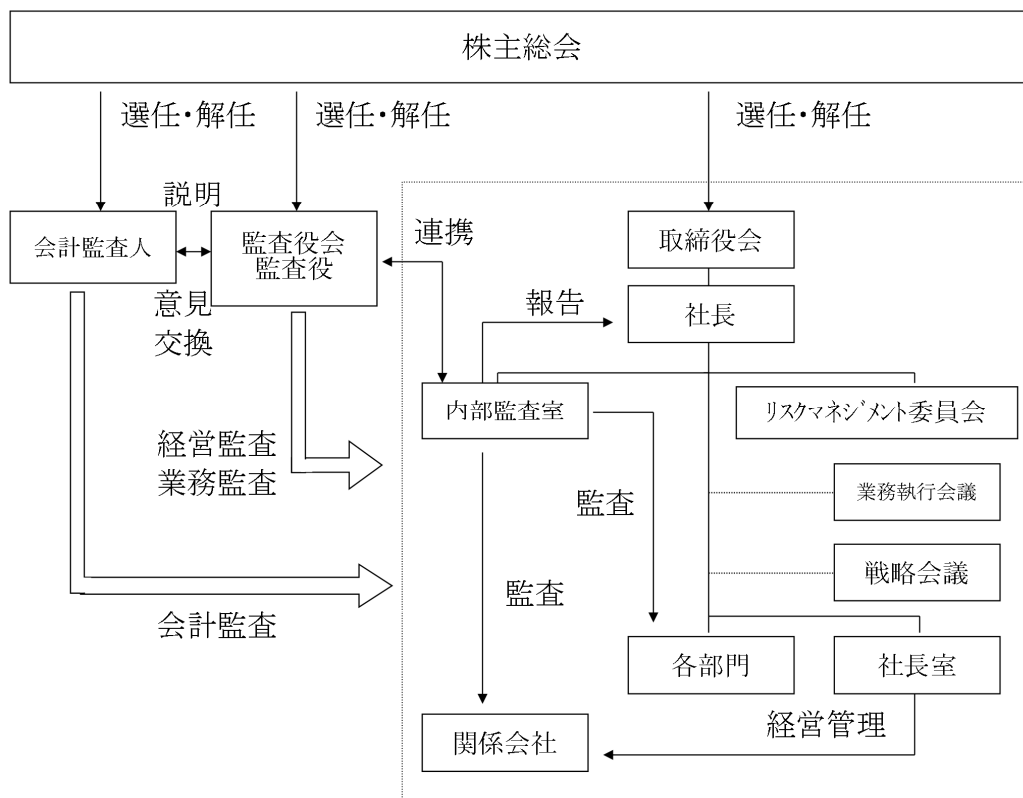 株主総会
選任・解任
選任・解任
選任・解任
説明
会計監査人
監査役会
監査役
連携
取締役会
意見
交換
報告
社長
内部監査室
ﾘｽｸﾏﾈｼﾞﾒﾝﾄ委員会
経営監査
業務監査
監査
業務執行会議
戦略会議
監査
会計監査
各部門
社長室
経営管理
関係会社